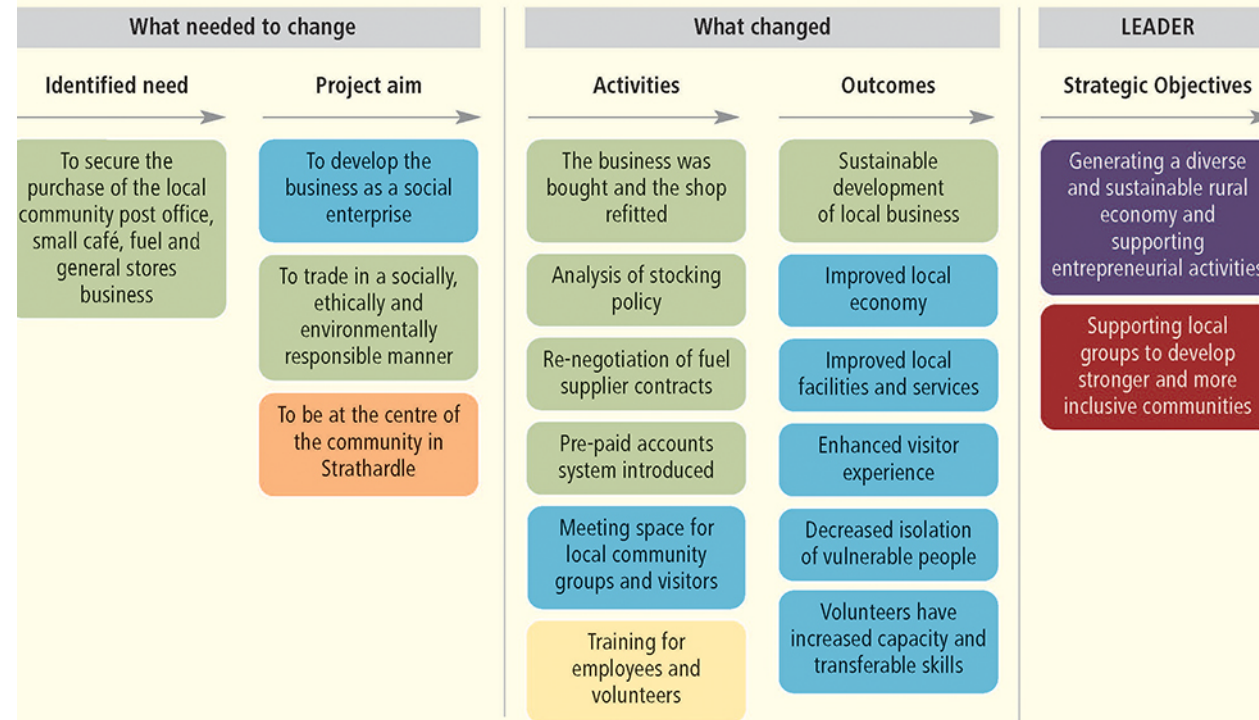 What needed to change
What changed
LEADER
Identified need
Project aim
Activities
Outcomes
Strategic Objectives
To secure the
purchase of the local
community post office,
small café, fuel and
general stores
business
To develop the
business as a social
enterprise
To trade in a socially,
ethically and
environmentally
responsible manner
To be at the centre of
the community in
Strathardle
The business was
bought and the shop
refitted
Analysis of stocking
policy
Re-negotiation of fuel
supplier contracts
Pre-paid accounts
system introduced
Meeting space for
local community
groups and visitors
Training for
employees and
volunteers
Sustainable
development
of local business
Improved local
economy
Improved local
facilities and services
Enhanced visitor
experience
Decreased isolation
of vulnerable people
Volunteers have
increased capacity and
transferable skills
Generating a diverse
and sustainable rural
economy and
supporting
entrepreneurial activities
Supporting local
groups to develop
stronger and more
inclusive communities